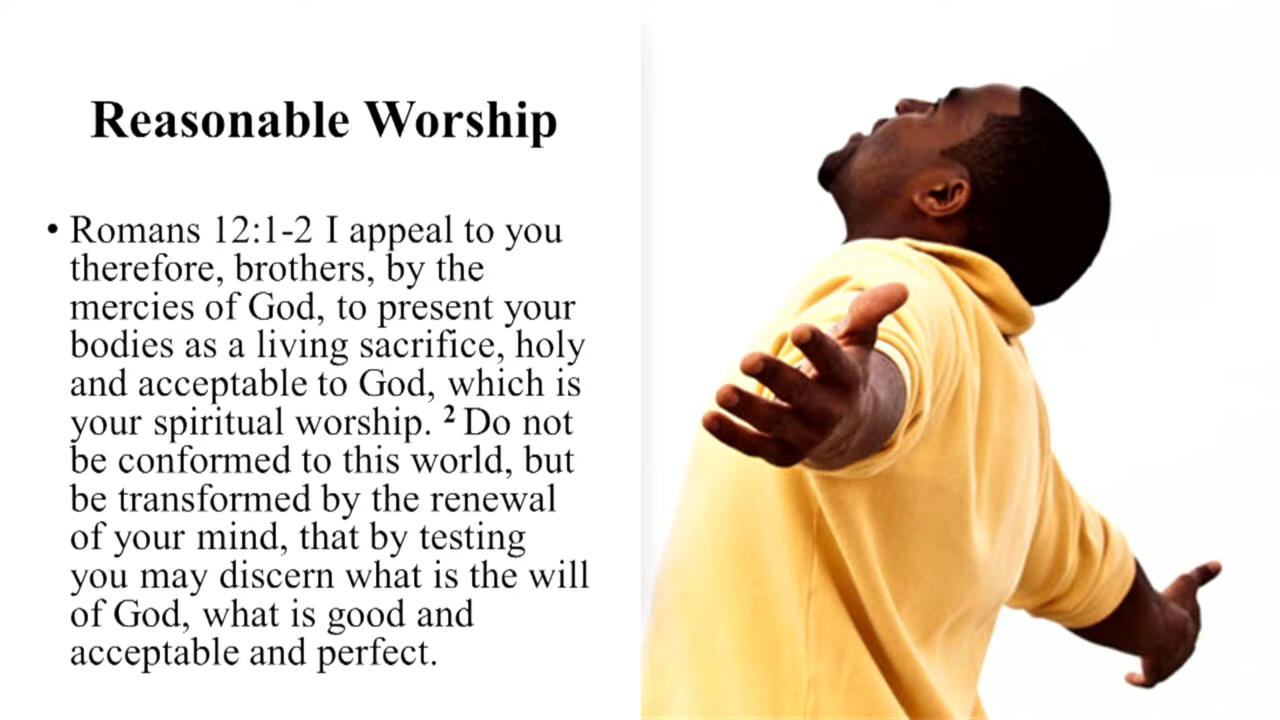 Reasonable Worship
• Romans 12:1-2 I appeal to you
therefore, brothers, by the
mercies of God, to present your
bodies as a living sacrifice, holy
and acceptable to God, which is
your spiritual worship. ² Do not
be conformed to this world, but
be transformed by the renewal
of your mind, that by testing
you may discern what is the will
of God, what is good and
acceptable and perfect.